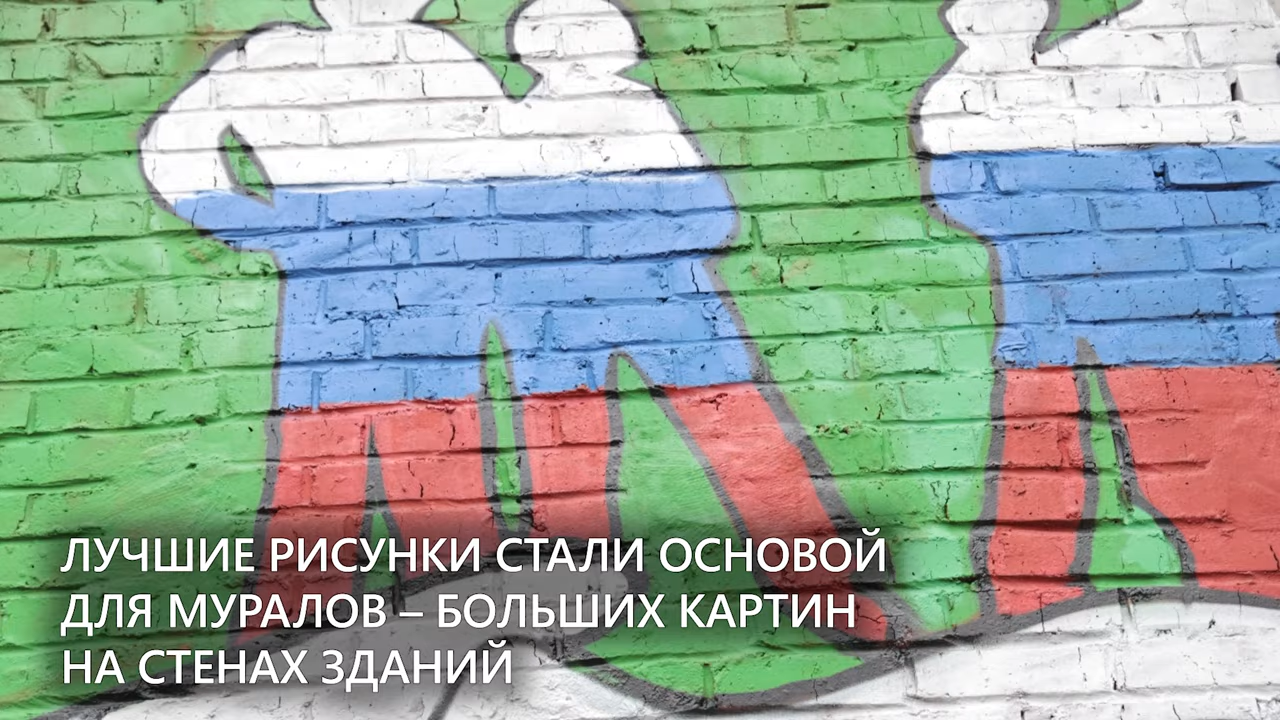 ЛУЧШИЕ РИСУНКИ СТАЛИ ОСНОВОЙ
ДЛЯ МУРАЛОВ – БОЛЬШИХ КАРТИН
НА СТЕНАХ ЗДАНИЙ